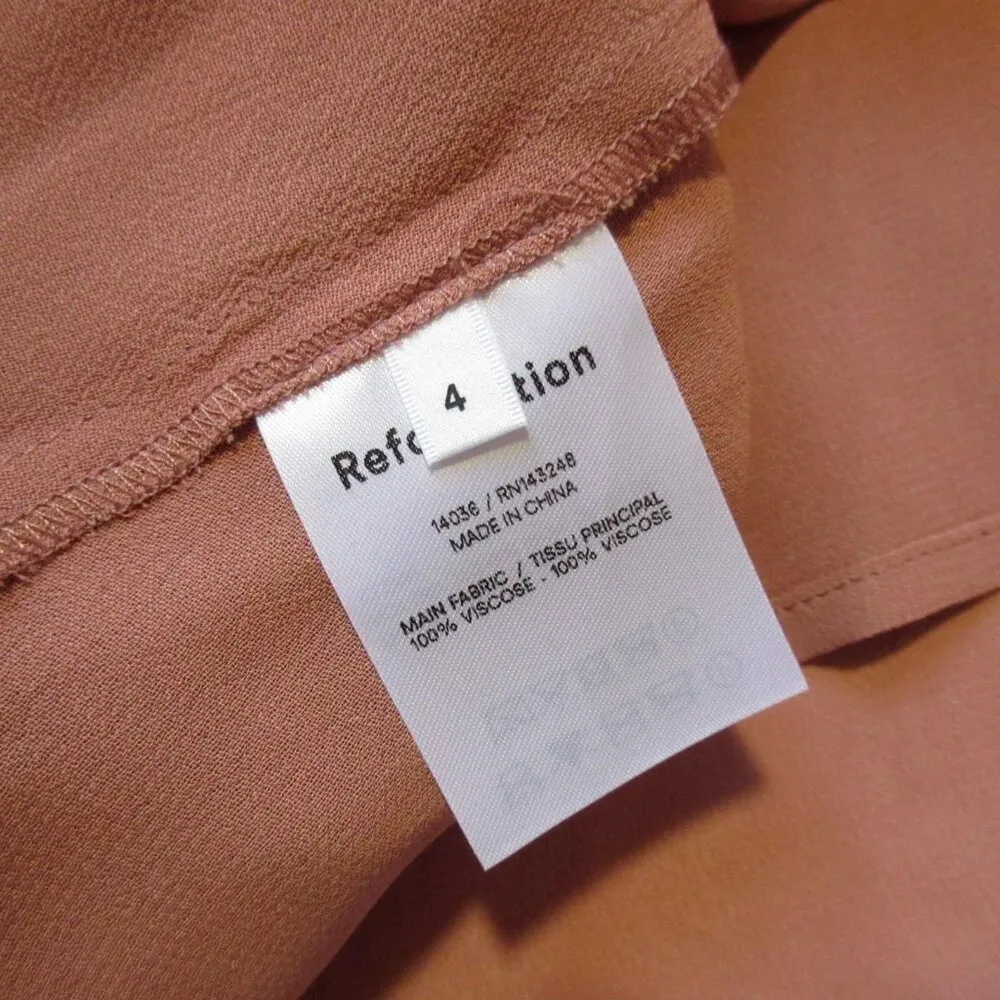 4
Refo tion
14036 / RN143248
MADE IN CHINA
MAIN FABRIC / TISSU PRINCIPAL
100% VISCOSE - 100% VISCOSE